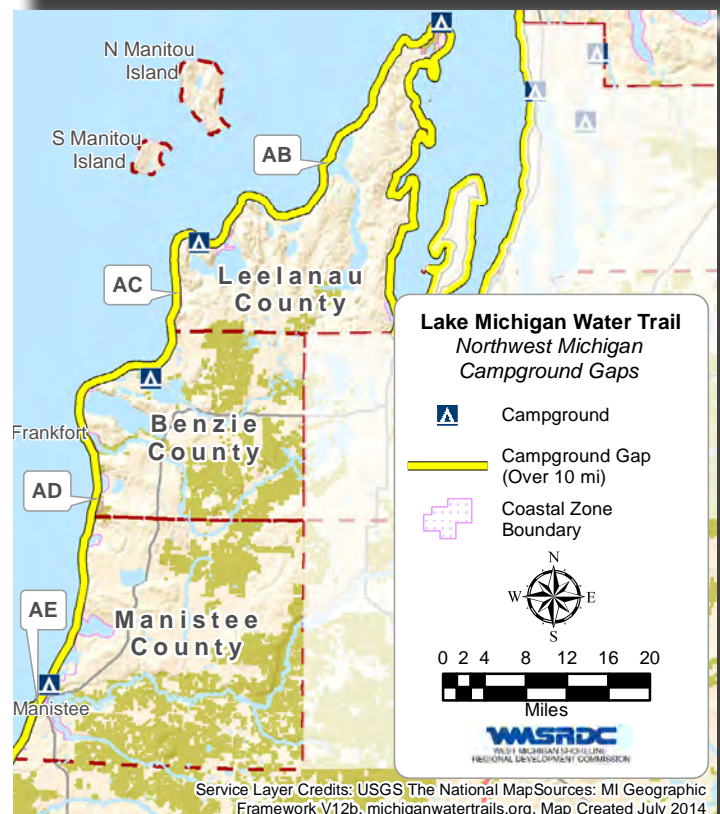 N Manitou
Island
S Manitou
Island
AB
AC
Leelanau
County
Frankfort
Benzie
County
AD
AE
Manistee
County
Manistee
Lake Michigan Water Trail
Northwest Michigan
Campground Gaps
Campground
Campground Gap
(Over 10 mi)
Coastal Zone
Boundary
N
W
E
S
0 2 4 8 12 16 20
Miles
WMSRDC
WEST MICHIGAN SHORELINE
REGIONAL DEVELOPMENT COMMISSION
Service Layer Credits: USGS The National MapSources: MI Geographic
Framework V12b, michiganwatertrails.org. Map Created July 2014